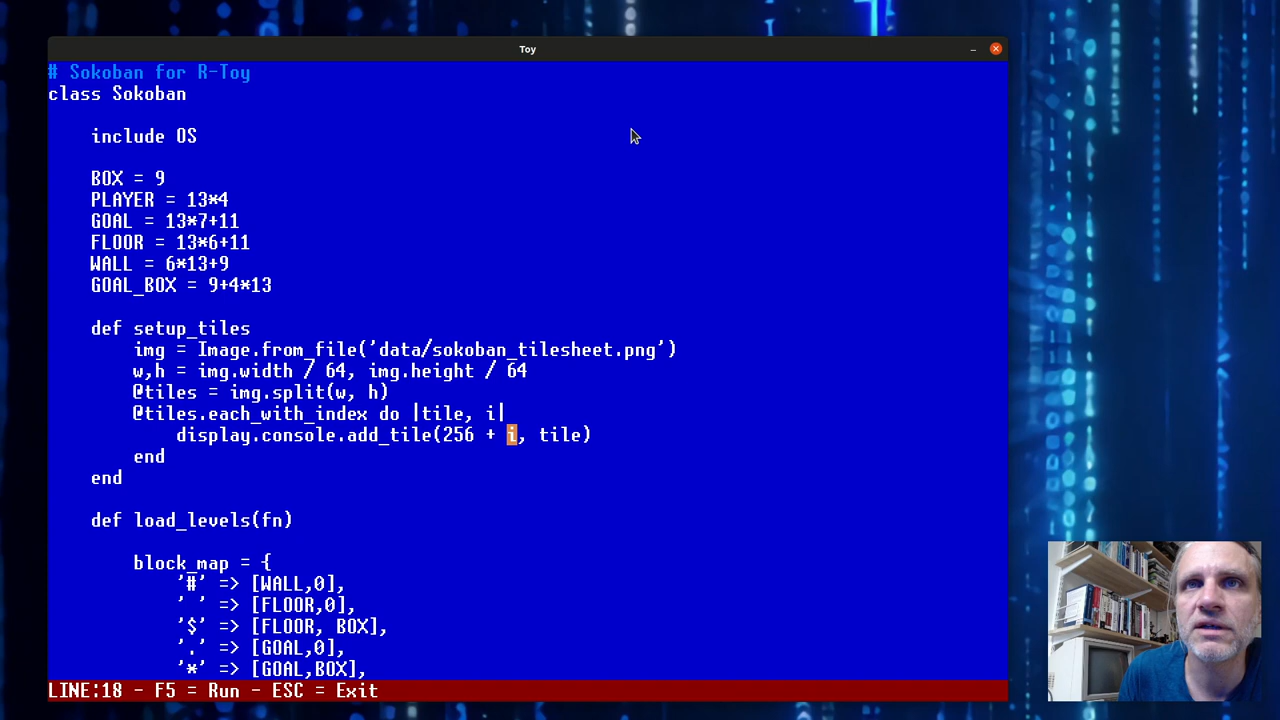 Toy
# Sokoban for R-Toy
class Sokoban
include OS
BOX = 9
PLAYER = 13*4
GOAL = 13*7+11
FLOOR = 13*6+11
WALL = 6*13+9
GOAL_BOX = 9+4*13
def setup_tiles
img = Image.from_file('data/sokoban_tilesheet.png')
w,h = img.width / 64, img.height / 64
@tiles = img.split(w, h)
@tiles.each_with_index do |tile, i|
display.console.add_tile(256 + i, tile)
end
end
def load_levels(fn)
block_map = {
'#' => [WALL,0],
' ' => [FLOOR,0],
'$' => [FLOOR, BOX],
'.' => [GOAL,0],
'*' => [GOAL,BOX],
LINE:18 - F5 = Run - ESC = Exit